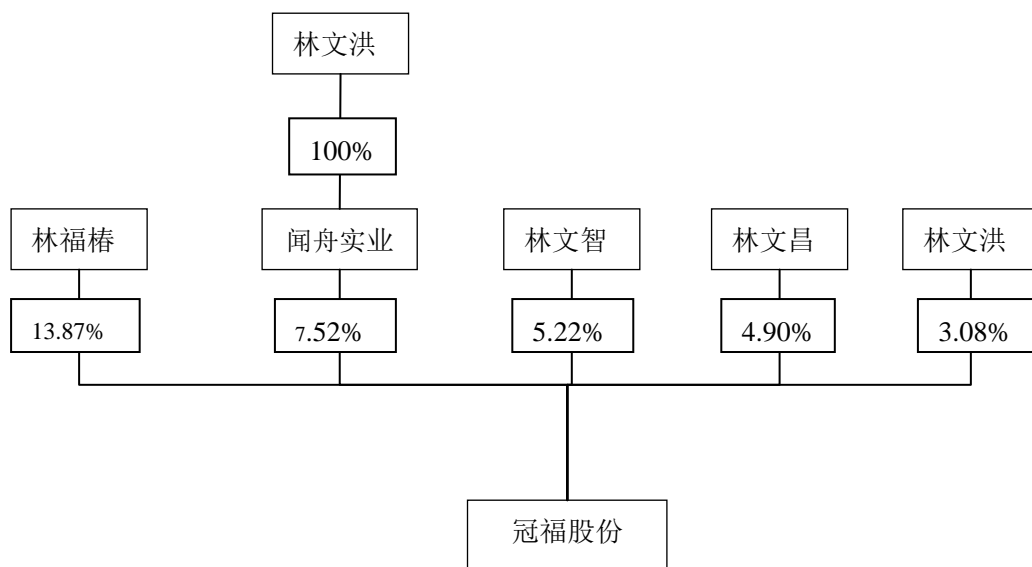 林文洪
100%
林福椿
闻舟实业
林文智
林文昌
林文洪
13.87%
7.52%
5.22%
4.90%
3.08%
冠福股份